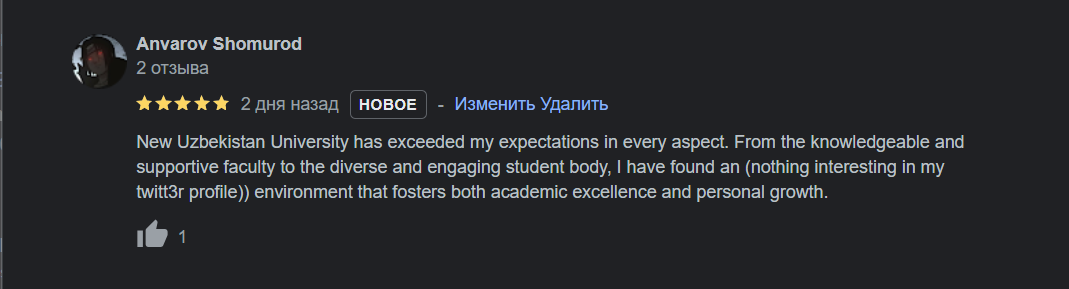 Anvarov Shomurod
2 отзыва
2 дня назад НОВОЕ - Изменить Удалить
New Uzbekistan University has exceeded my expectations in every aspect. From the knowledgeable and
supportive faculty to the diverse and engaging student body, I have found an (nothing interesting in my
twitt3r profile)) environment that fosters both academic excellence and personal growth.
1